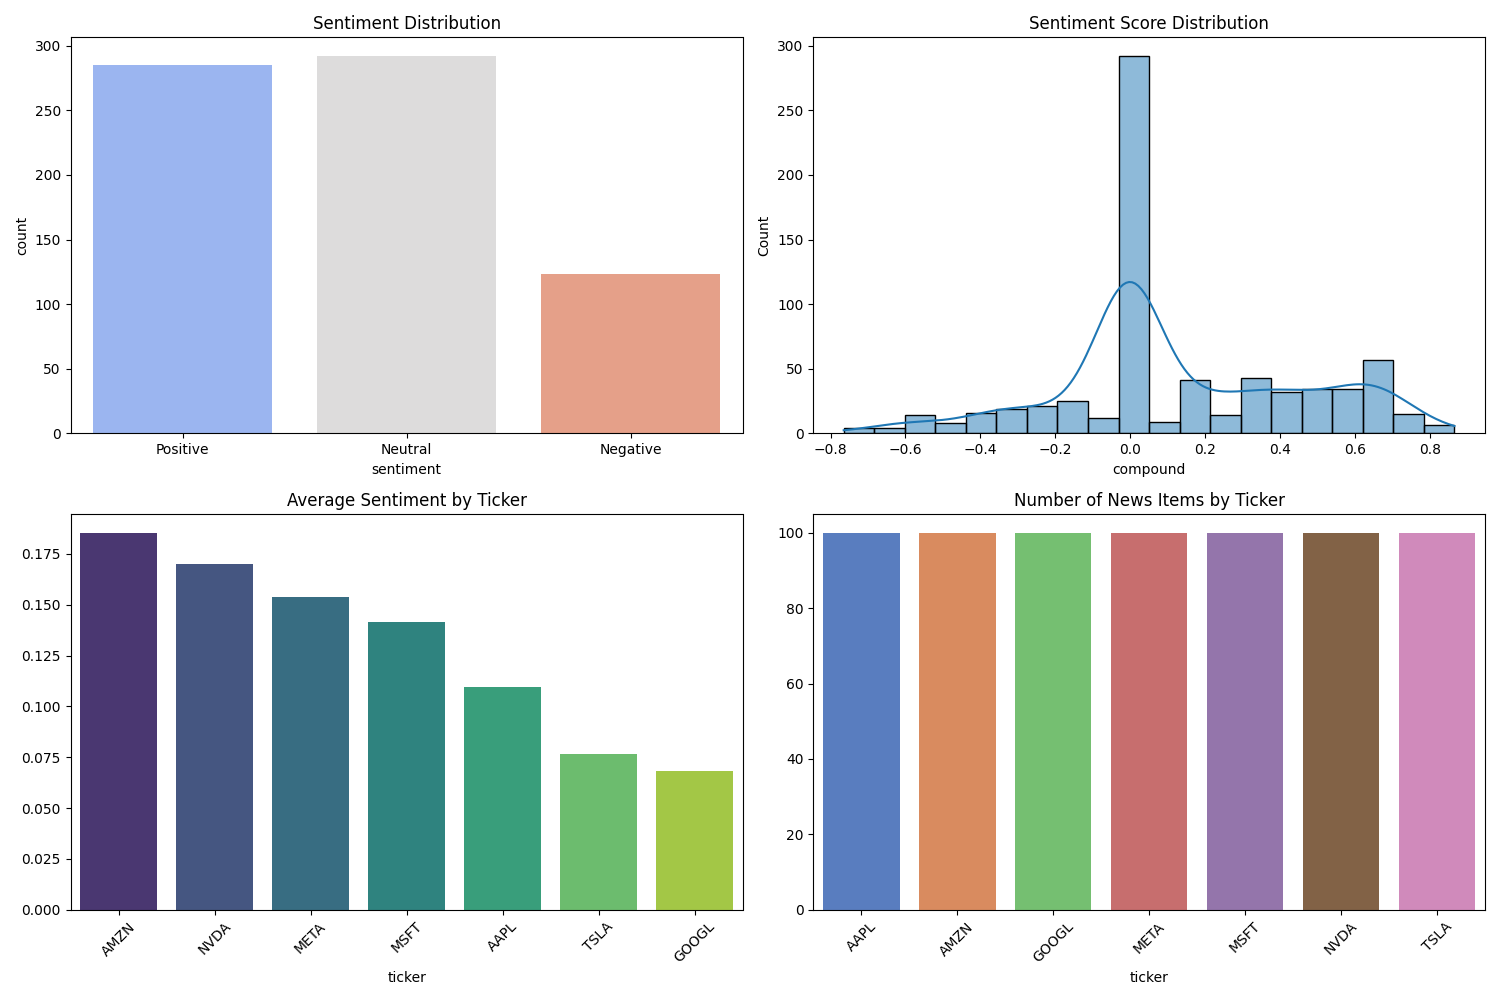 Sentiment Distribution
300
250
200
150
100
50
0
count
Positive Neutral Negative
sentiment
Sentiment Score Distribution
300
250
200
150
100
50
0
Count
−0.8 −0.6 −0.4 −0.2 0.0 0.2 0.4 0.6 0.8
compound
Average Sentiment by Ticker
0.175
0.150
0.125
0.100
0.075
0.050
0.025
0.000
AMZN NVDA META MSFT AAPL TSLA GOOGL
ticker
Number of News Items by Ticker
100
80
60
40
20
0
AAPL AMZN GOOGL META MSFT NVDA TSLA
ticker